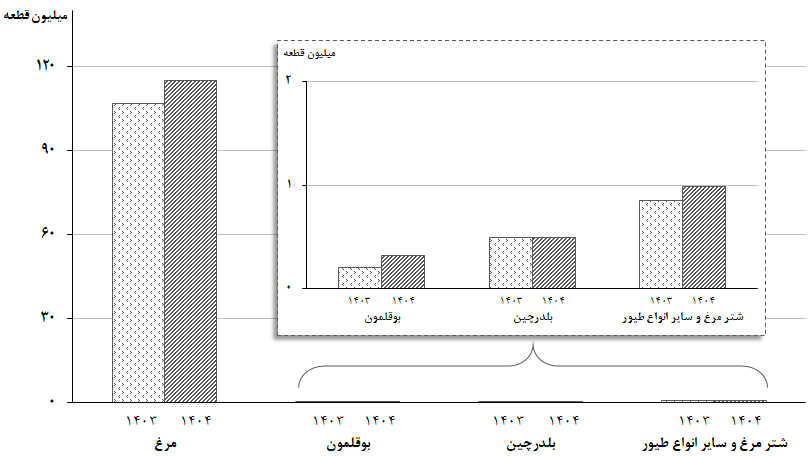 میلیون قطعه
۱۲۰
۹۰
۶۰
۳۰
۰
میلیون قطعه
۲
۱
۰
۱۴۰۳ ۱۴۰۴ ۱۴۰۳ ۱۴۰۴ ۱۴۰۳ ۱۴۰۴
بوقلمون بلدرچین شتر مرغ و سایر انواع طیور
۱۴۰۳ ۱۴۰۴ ۱۴۰۳ ۱۴۰۴ ۱۴۰۳ ۱۴۰۴ ۱۴۰۳ ۱۴۰۴
مرغ بوقلمون بلدرچین شتر مرغ و سایر انواع طیور